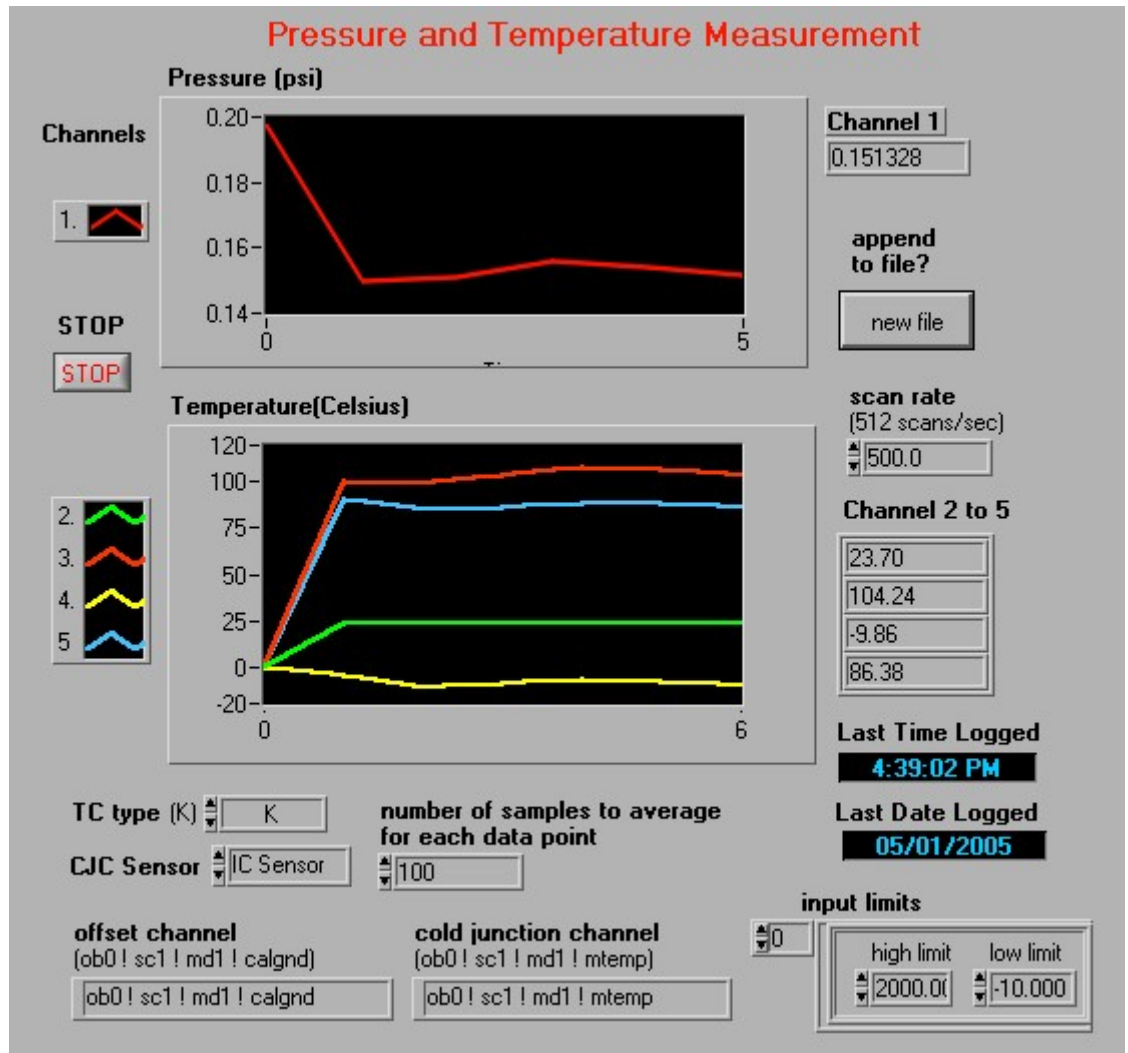 Pressure and Temperature Measurement
Pressure (psi)
Channels
1.
0.20
0.18
0.16
0.14
0
5
Channel 1
0.151328
append
to file?
new file
STOP
STOP
scan rate
(512 scans/sec)
500.0
Temperature(Celsius)
120
100
75
50
25
0
-20
0
6
2.
3.
4.
5
Channel 2 to 5
23.70
104.24
-9.86
86.38
Last Time Logged
4:39:02 PM
Last Date Logged
05/01/2005
TC type (K) K
CJC Sensor IC Sensor
number of samples to average
for each data point
100
offset channel
(ob0 ! sc1 ! md1 ! calgnd)
ob0 ! sc1 ! md1 ! calgnd
cold junction channel
(ob0 ! sc1 ! md1 ! mtemp)
ob0 ! sc1 ! md1 ! mtemp
input limits
0
high limit low limit
2000.0 -10.000